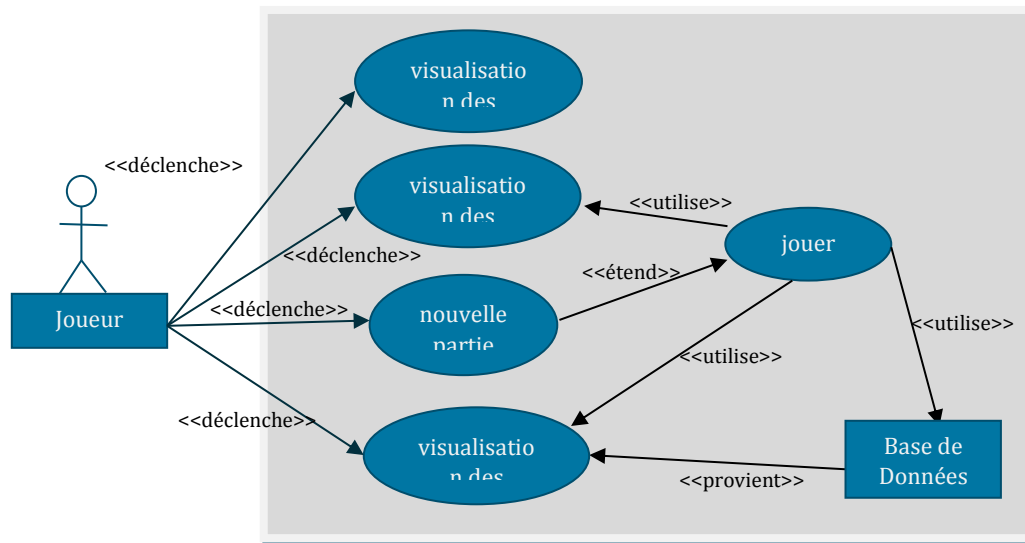 visualisatio
n des
<<déclenche>>
visualisatio
n des
<<utilise>>
jouer
<<déclenche>>
<<étend>>
Joueur
<<déclenche>>
nouvelle
partie
<<utilise>>
<<utilise>>
<<déclenche>>
visualisatio
n des
Base de
Données
<<provient>>